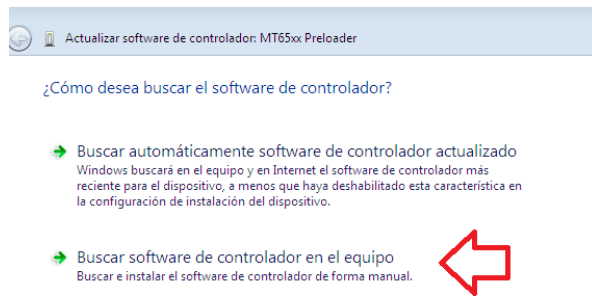 Actualizar software de controlador: MT65xx Preloader
¿Cómo desea buscar el software de controlador?
Buscar automáticamente software de controlador actualizado
Windows buscará en el equipo y en Internet el software de controlador más
reciente para el dispositivo, a menos que haya deshabilitado esta característica en
la configuración de instalación del dispositivo.
Buscar software de controlador en el equipo
Buscar e instalar el software de controlador de forma manual.